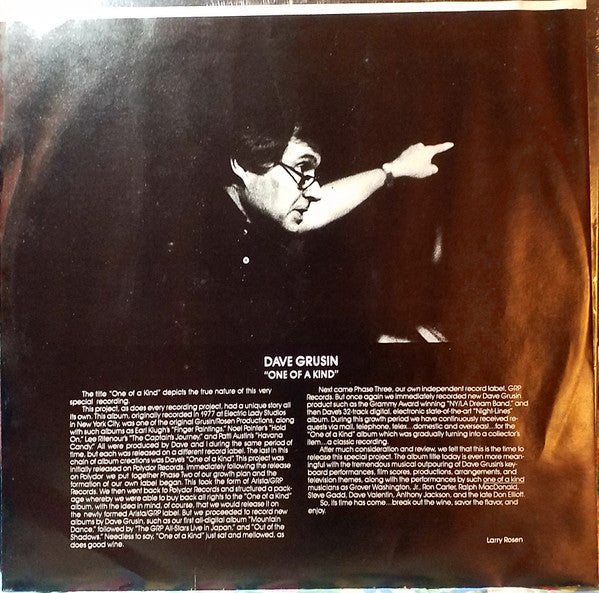 DAVE GRUSIN
"ONE OF A KIND"
The title "One of a Kind" depicts the true nature of this very
special recording.
This project, as does every recording project, had a unique story all
its own. This album, originally recorded in 1977 at Electric Lady Studios
in New York City, was one of the original Grusin/Rosen Productions, along
with such albums as Earl Klugh's "Finger Paintings," Noel Pointer's "Hold
On," Lee Ritenour's "The Captain's Journey," and Patti Austin's "Havana
Candy." All were produced by Dave and I during the same period of
time, but each was released on a different record label. The last in this
chain of album creations was Dave's "One of a Kind." This project was
initially released on Polydor Records. Immediately following the release
on Polydor we put together Phase Two of our growth plan and the
formation of our own label began. This took the form of Arista/GRP
Records. We then went back to Polydor Records and structured a pack-
age whereby we were able to buy back all rights to the "One of a Kind"
album, with the idea in mind, of course, that we would release it on
the newly formed Arista/GRP label. But we proceeded to record new
albums by Dave Grusin, such as our first all-digital album "Mountain
Dance," followed by "The GRP All-Stars Live in Japan," and "Out of the
Shadows." Needless to say, "One of a Kind" just sat and mellowed, as
does good wine.
Next came Phase Three, our own independent record label, GRP
Records. But once again we immediately recorded new Dave Grusin
product such as the Grammy Award winning "NY/LA Dream Band," and
then Dave's 32-track digital, electronic state-of-the-art "Night-Lines"
album. During this growth period we have continuously received re-
quests via mail, telephone, telex...domestic and overseas!...for the
"One of a Kind" album which was gradually turning into a collector's
item...a classic recording.
After much consideration and review, we felt that this is the time to
release this special project. The album title today is even more mean-
ingful with the tremendous musical outpouring of Dave Grusin's key-
board performances, film scores, productions, arrangements, and
television themes, along with the performances by such one of a kind
musicians as Grover Washington, Jr., Ron Carter, Ralph MacDonald,
Steve Gadd, Dave Valentin, Anthony Jackson, and the late Don Elliott.
So, its time has come...break out the wine, savor the flavor, and
enjoy.
Larry Rosen